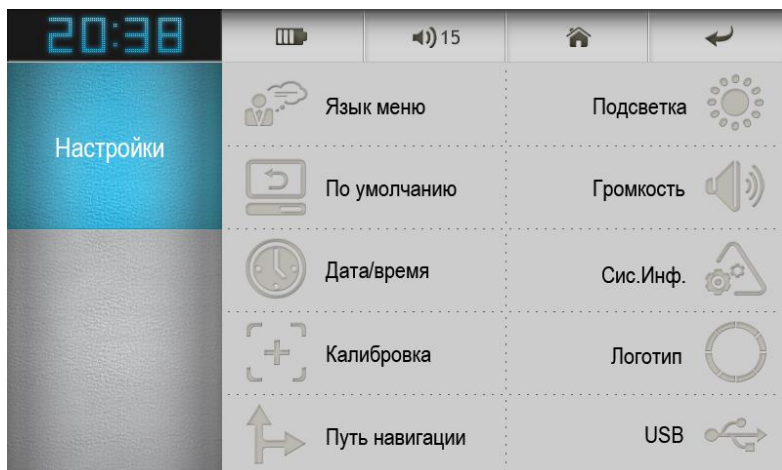 20:38
15
Настройки
Язык меню
Подсветка
По умолчанию
Громкость
Дата/время
Сис.Инф.
Калибровка
Логотип
Путь навигации
USB